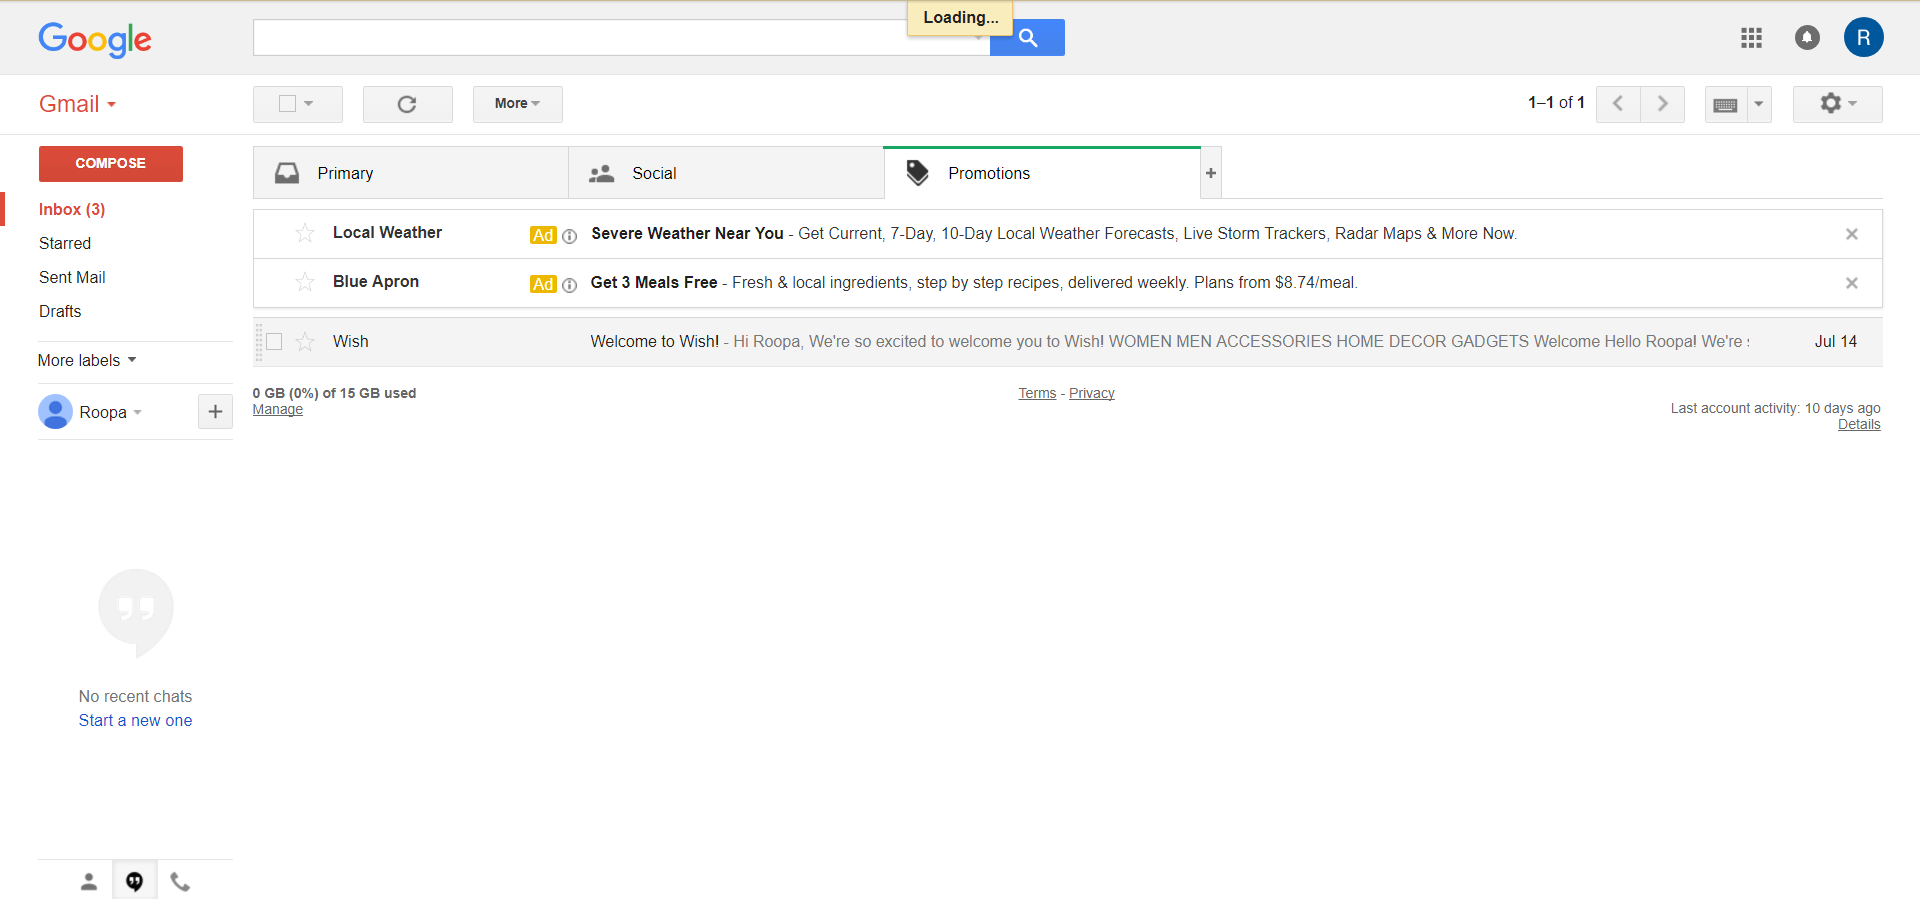 Loading...
Google
R
Gmail
More
1–1 of 1
COMPOSE
Primary
Social
Promotions
+
Inbox (3)
Starred
Sent Mail
Drafts
More labels
Roopa
+
Local Weather Ad Severe Weather Near You - Get Current, 7-Day, 10-Day Local Weather Forecasts, Live Storm Trackers, Radar Maps & More Now.
Blue Apron Ad Get 3 Meals Free - Fresh & local ingredients, step by step recipes, delivered weekly. Plans from $8.74/meal.
Wish Welcome to Wish! - Hi Roopa, We're so excited to welcome you to Wish! WOMEN MEN ACCESSORIES HOME DECOR GADGETS Welcome Hello Roopa! We're Jul 14
0 GB (0%) of 15 GB used
Manage
Terms - Privacy
Last account activity: 10 days ago
Details
No recent chats
Start a new one